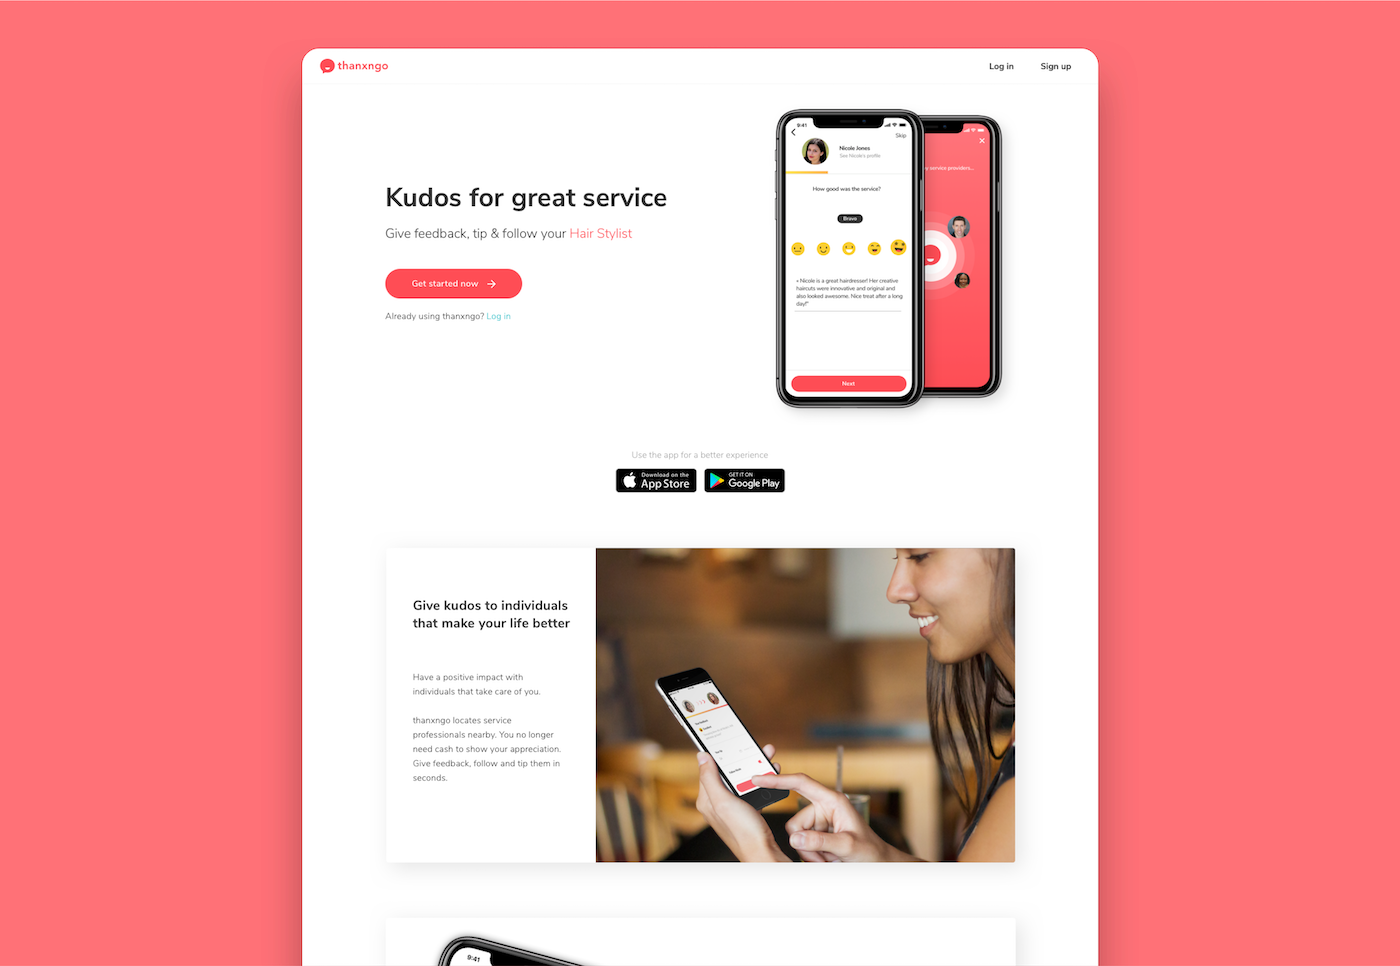 thanxngo
Log in
Sign up
Kudos for great service
Give feedback, tip & follow your Hair Stylist
Get started now
Already using thanxngo? Log in
9:41
Skip
Nicole Jones
See Nicole's profile
How good was the service?
Bravo
« Nicole is a great hairdresser! Her creative
haircuts were innovative and original and
also looked awesome. Nice treat after a long
day!"
Next
y service providers...
Use the app for a better experience
Download on the
App Store
GET IT ON
Google Play
Give kudos to individuals
that make your life better
Have a positive impact with
individuals that take care of you.
thanxngo locates service
professionals nearby. You no longer
need cash to show your appreciation.
Give feedback, follow and tip them in
seconds.
9:41